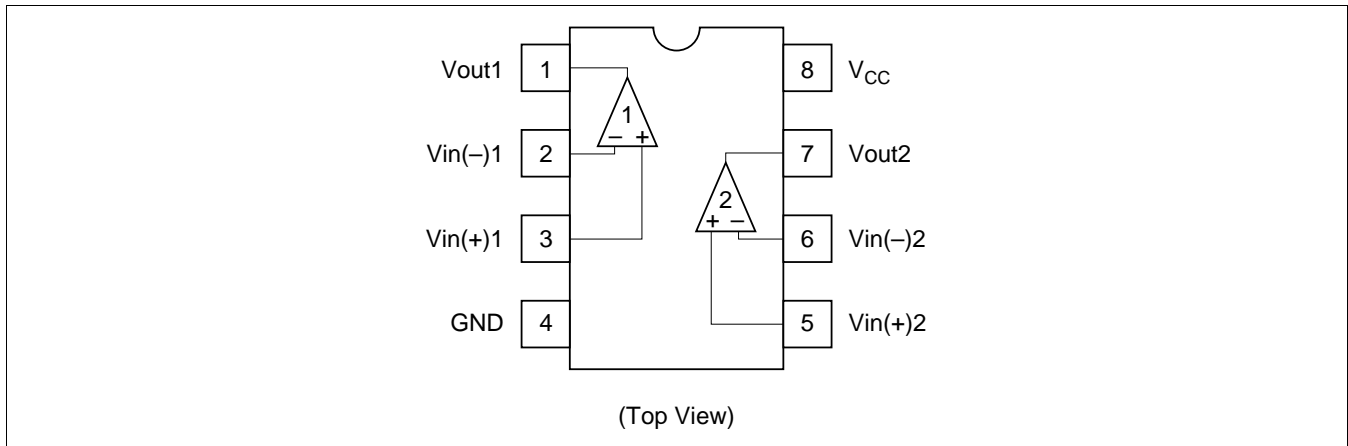 Vout1 1 8 V_CC
1
– +
Vin(–)1 2 7 Vout2
2
+ –
Vin(+)1 3 6 Vin(–)2
GND 4 5 Vin(+)2
(Top View)